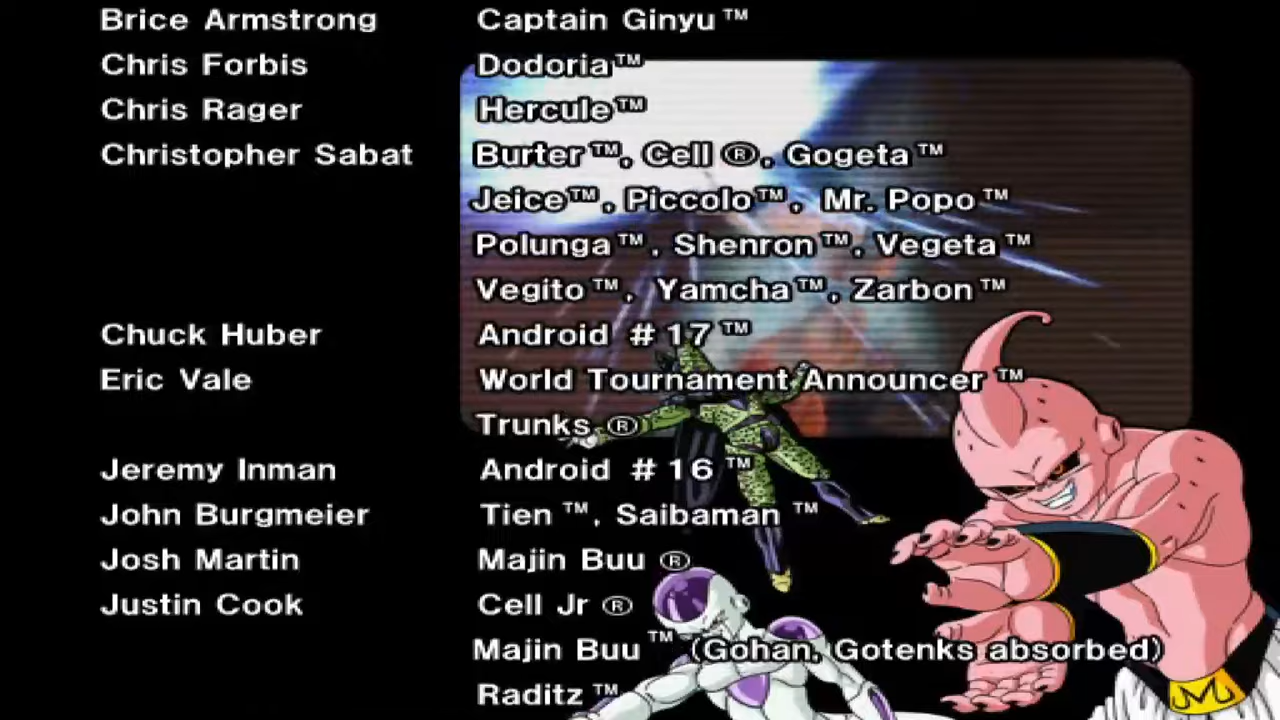 Brice Armstrong Captain Ginyu™
Chris Forbis Dodoria™
Chris Rager Hercule™
Christopher Sabat Burter™, Cell ®, Gogeta™
Jeice™, Piccolo™, Mr. Popo™
Polunga™, Shenron™, Vegeta™
Vegito™, Yamcha™, Zarbon™
Chuck Huber Android #17™
Eric Vale World Tournament Announcer™
Trunks ®
Jeremy Inman Android #16™
John Burgmeier Tien™, Saibaman™
Josh Martin Majin Buu ®
Justin Cook Cell Jr ®
Majin Buu™ (Gohan, Gotenks absorbed)
Raditz™